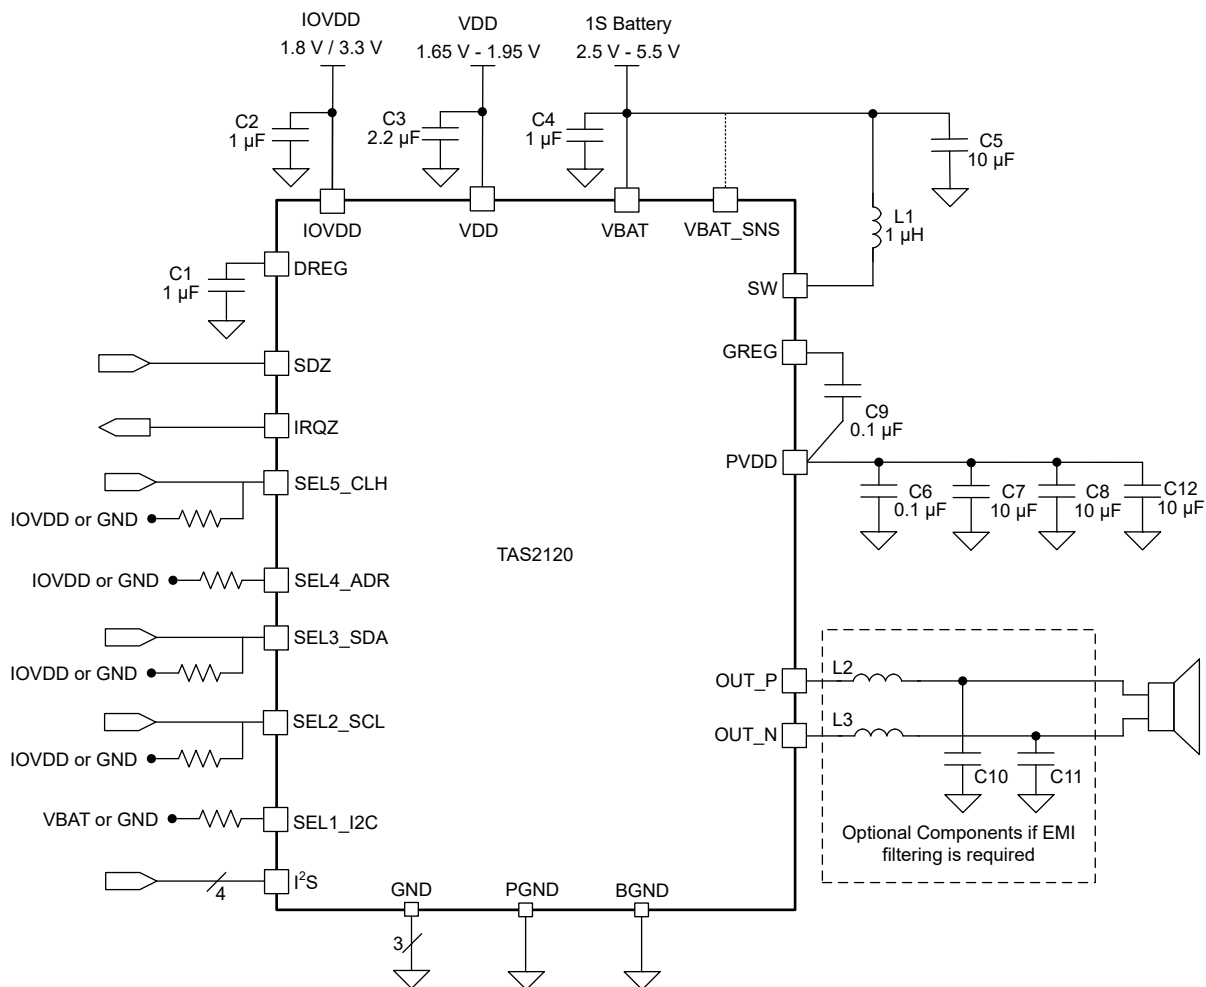 IOVDD
1.8 V / 3.3 V
VDD
1.65 V - 1.95 V
1S Battery
2.5 V - 5.5 V
C2
1 µF
C3
2.2 µF
C4
1 µF
C5
10 µF
L1
1 µH
IOVDD
VDD
VBAT
VBAT_SNS
C1
1 µF
DREG
SW
SDZ
GREG
C9
0.1 µF
IRQZ
PVDD
SEL5_CLH
IOVDD or GND
C6
0.1 µF
C7
10 µF
C8
10 µF
C12
10 µF
TAS2120
IOVDD or GND
SEL4_ADR
SEL3_SDA
IOVDD or GND
OUT_P
L2
SEL2_SCL
OUT_N
L3
IOVDD or GND
C10
C11
VBAT or GND
SEL1_I2C
Optional Components if EMI
filtering is required
4
I²S
GND
PGND
BGND
3